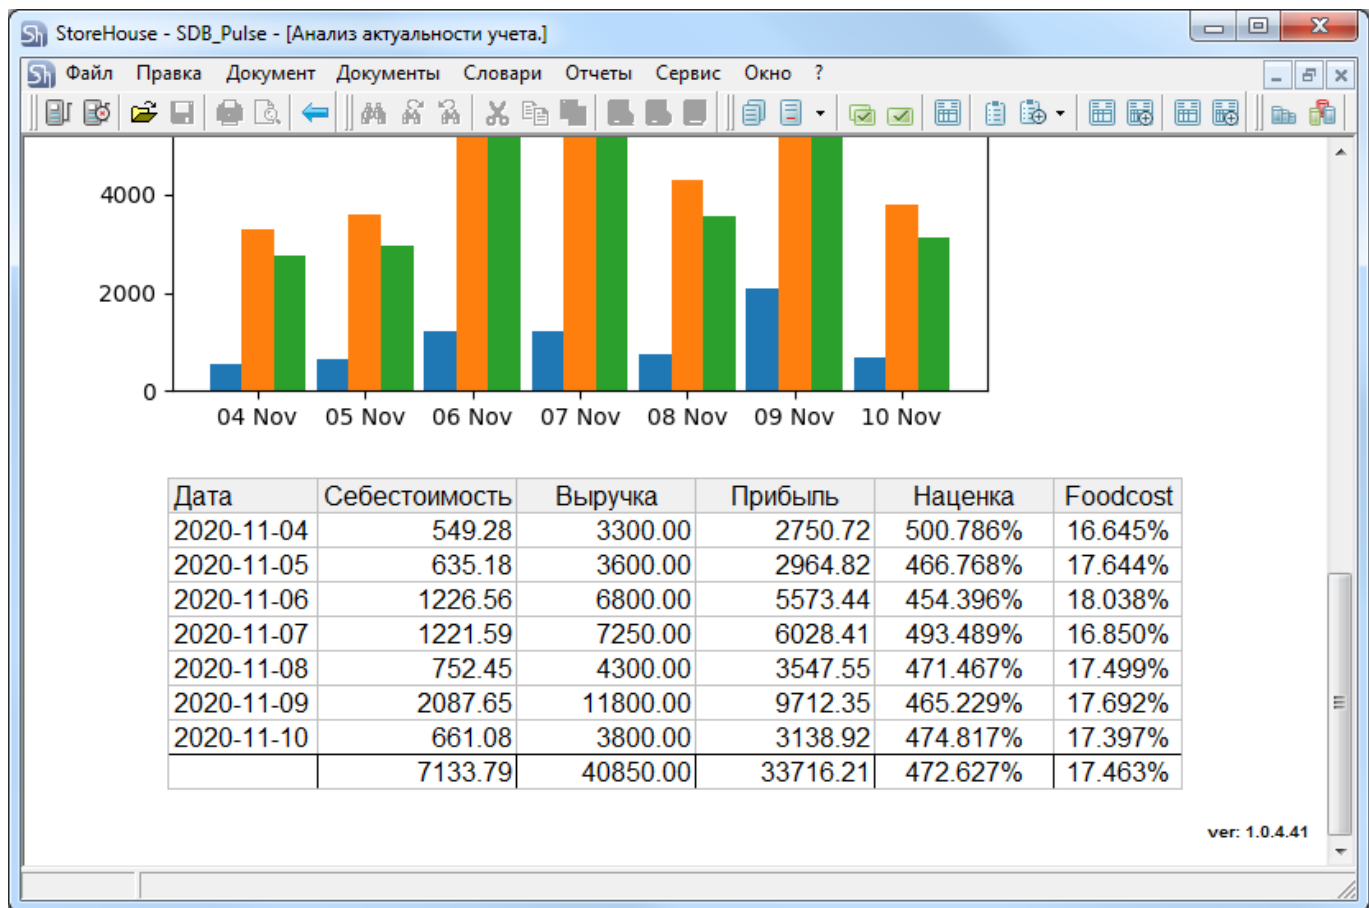 StoreHouse - SDB_Pulse - [Анализ актуальности учета.]
Файл Правка Документ Документы Словари Отчеты Сервис Окно ?
4000
2000
0
04 Nov 05 Nov 06 Nov 07 Nov 08 Nov 09 Nov 10 Nov
Дата Себестоимость Выручка Прибыль Наценка Foodcost
2020-11-04 549.28 3300.00 2750.72 500.786% 16.645%
2020-11-05 635.18 3600.00 2964.82 466.768% 17.644%
2020-11-06 1226.56 6800.00 5573.44 454.396% 18.038%
2020-11-07 1221.59 7250.00 6028.41 493.489% 16.850%
2020-11-08 752.45 4300.00 3547.55 471.467% 17.499%
2020-11-09 2087.65 11800.00 9712.35 465.229% 17.692%
2020-11-10 661.08 3800.00 3138.92 474.817% 17.397%
7133.79 40850.00 33716.21 472.627% 17.463%
ver: 1.0.4.41